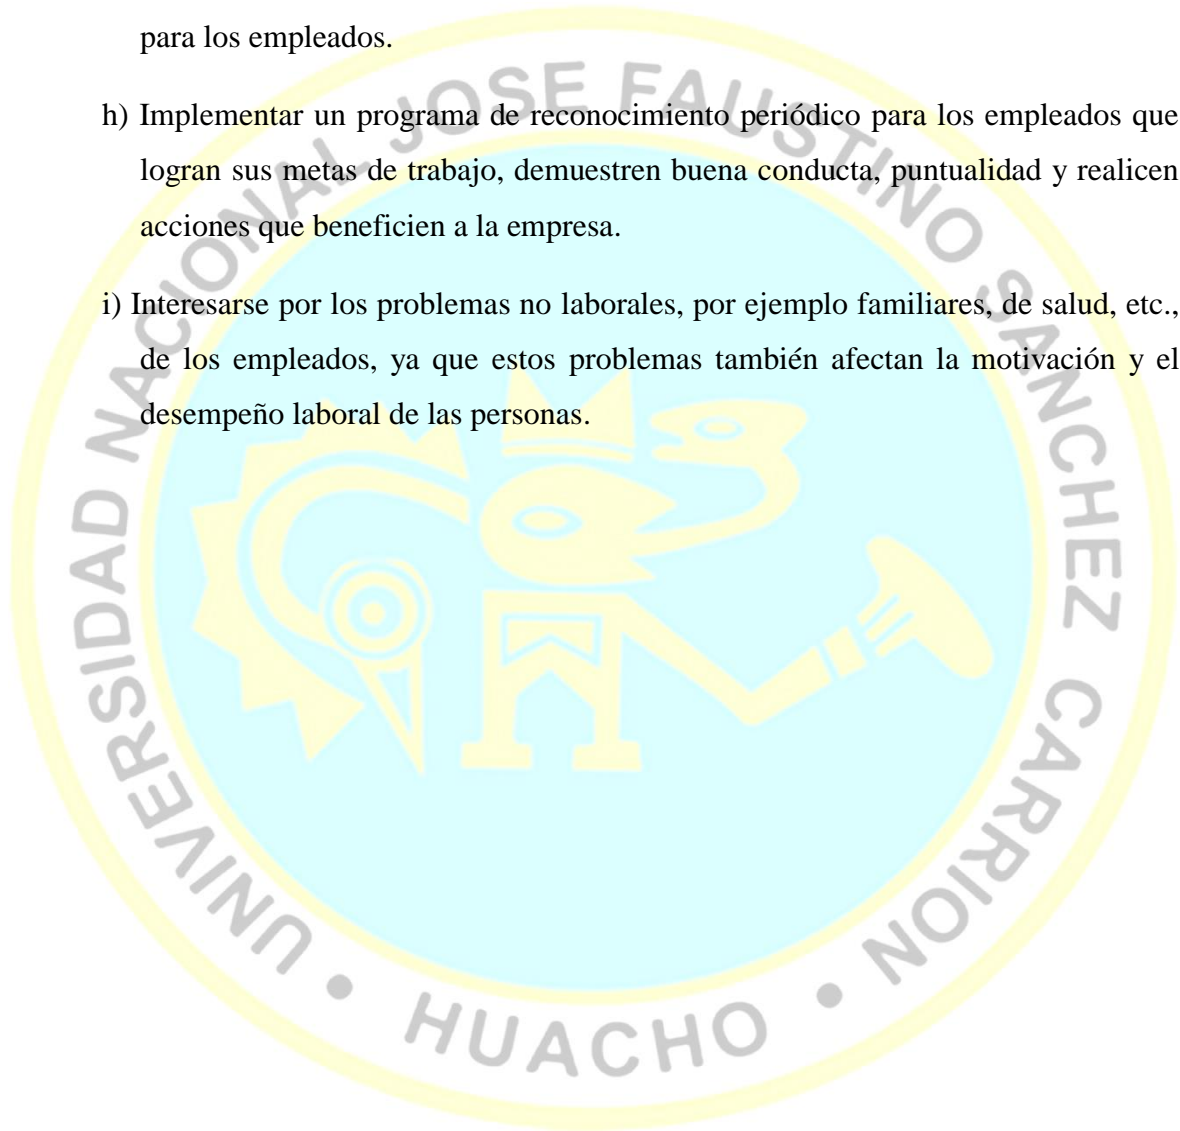 para los empleados.
h) Implementar un programa de reconocimiento periódico para los empleados que
logran sus metas de trabajo, demuestren buena conducta, puntualidad y realicen
acciones que beneficien a la empresa.
i) Interesarse por los problemas no laborales, por ejemplo familiares, de salud, etc.,
de los empleados, ya que estos problemas también afectan la motivación y el
desempeño laboral de las personas.
UNIVERSIDAD NACIONAL JOSE FAUSTINO SANCHEZ CARRION
• HUACHO •